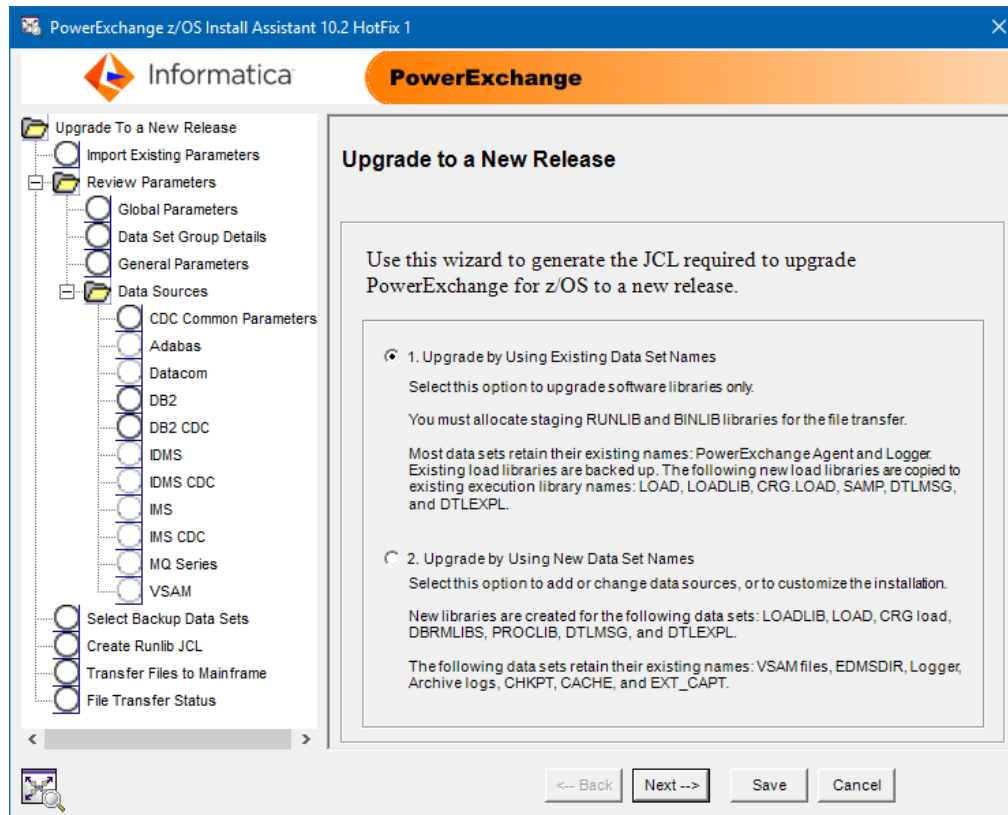 PowerExchange z/OS Install Assistant 10.2 HotFix 1
Informatica
PowerExchange
Upgrade To a New Release
Import Existing Parameters
Review Parameters
Global Parameters
Data Set Group Details
General Parameters
Data Sources
CDC Common Parameters
Adabas
Datacom
DB2
DB2 CDC
IDMS
IDMS CDC
IMS
IMS CDC
MQ Series
VSAM
Select Backup Data Sets
Create Runlib JCL
Transfer Files to Mainframe
File Transfer Status
Upgrade to a New Release
Use this wizard to generate the JCL required to upgrade
PowerExchange for z/OS to a new release.
1. Upgrade by Using Existing Data Set Names
Select this option to upgrade software libraries only.
You must allocate staging RUNLIB and BINLIB libraries for the file transfer.
Most data sets retain their existing names: PowerExchange Agent and Logger.
Existing load libraries are backed up. The following new load libraries are copied to
existing execution library names: LOAD, LOADLIB, CRG.LOAD, SAMP, DTLMSG,
and DTLEXPL.
2. Upgrade by Using New Data Set Names
Select this option to add or change data sources, or to customize the installation.
New libraries are created for the following data sets: LOADLIB, LOAD, CRG load,
DBRMLIBS, PROCLIB, DTLMSG, and DTLEXPL.
The following data sets retain their existing names: VSAM files, EDMSDIR, Logger,
Archive logs, CHKPT, CACHE, and EXT_CAPT.
<-- Back
Next -->
Save
Cancel